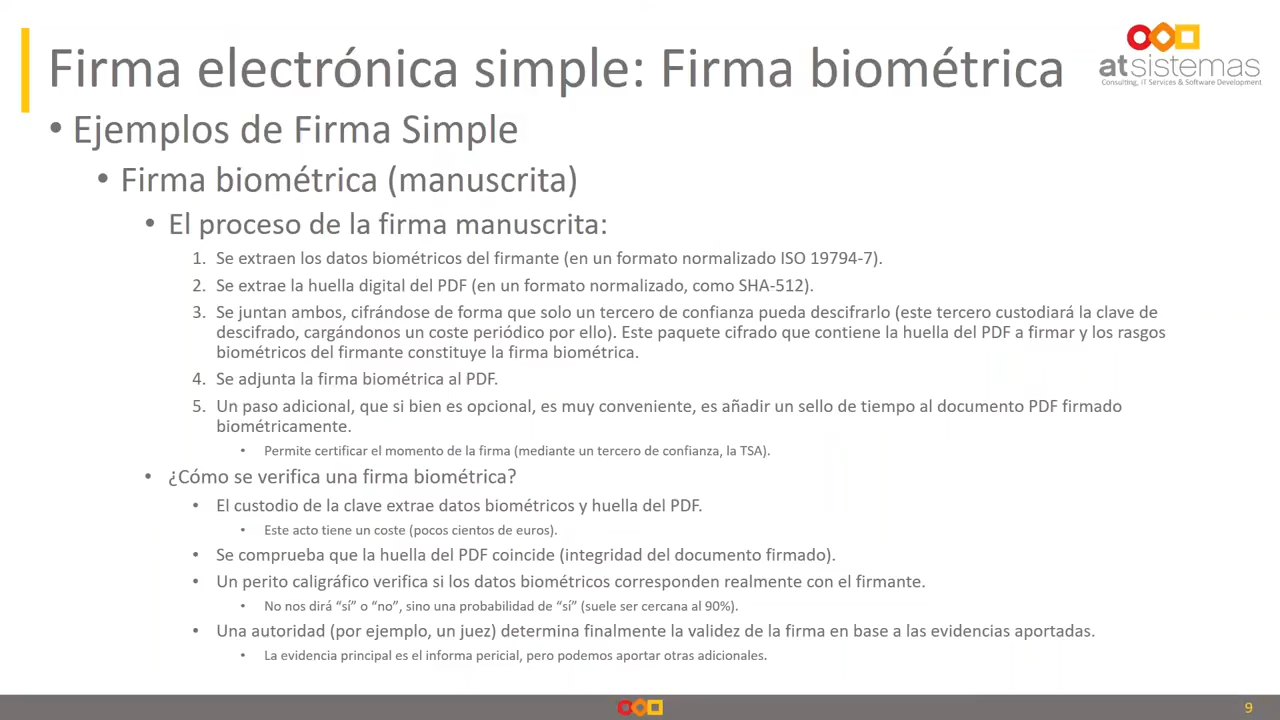 Firma electrónica simple: Firma biométrica
atsistemas
Consulting, IT Services & Software Development
• Ejemplos de Firma Simple
• Firma biométrica (manuscrita)
• El proceso de la firma manuscrita:
1. Se extraen los datos biométricos del firmante (en un formato normalizado ISO 19794-7).
2. Se extrae la huella digital del PDF (en un formato normalizado, como SHA-512).
3. Se juntan ambos, cifrándose de forma que solo un tercero de confianza pueda descifrarlo (este tercero custodiará la clave de
descifrado, cargándonos un coste periódico por ello). Este paquete cifrado que contiene la huella del PDF a firmar y los rasgos
biométricos del firmante constituye la firma biométrica.
4. Se adjunta la firma biométrica al PDF.
5. Un paso adicional, que si bien es opcional, es muy conveniente, es añadir un sello de tiempo al documento PDF firmado
biométricamente.
• Permite certificar el momento de la firma (mediante un tercero de confianza, la TSA).
• ¿Cómo se verifica una firma biométrica?
• El custodio de la clave extrae datos biométricos y huella del PDF.
• Este acto tiene un coste (pocos cientos de euros).
• Se comprueba que la huella del PDF coincide (integridad del documento firmado).
• Un perito caligráfico verifica si los datos biométricos corresponden realmente con el firmante.
• No nos dirá “sí” o “no”, sino una probabilidad de “sí” (suele ser cercana al 90%).
• Una autoridad (por ejemplo, un juez) determina finalmente la validez de la firma en base a las evidencias aportadas.
• La evidencia principal es el informa pericial, pero podemos aportar otras adicionales.
9